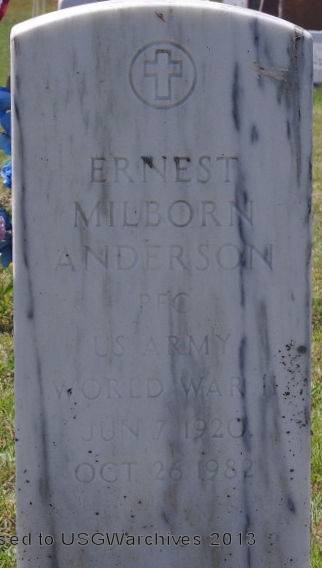 ERNEST
MILBORN
ANDERSON
PFC
US ARMY
WORLD WAR II
JUN 7 1920
OCT 26 1982
sed to USGWarchives 2013